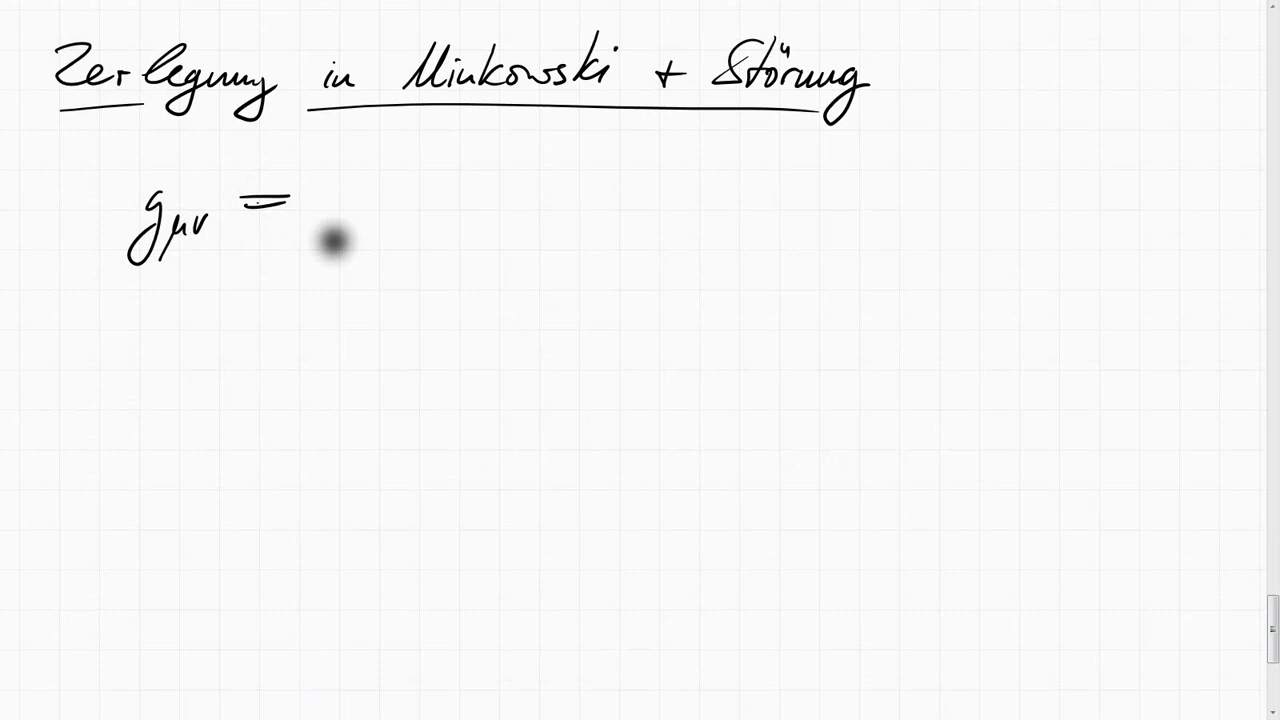 Zerlegung in Minkowski + Störung
gμν =